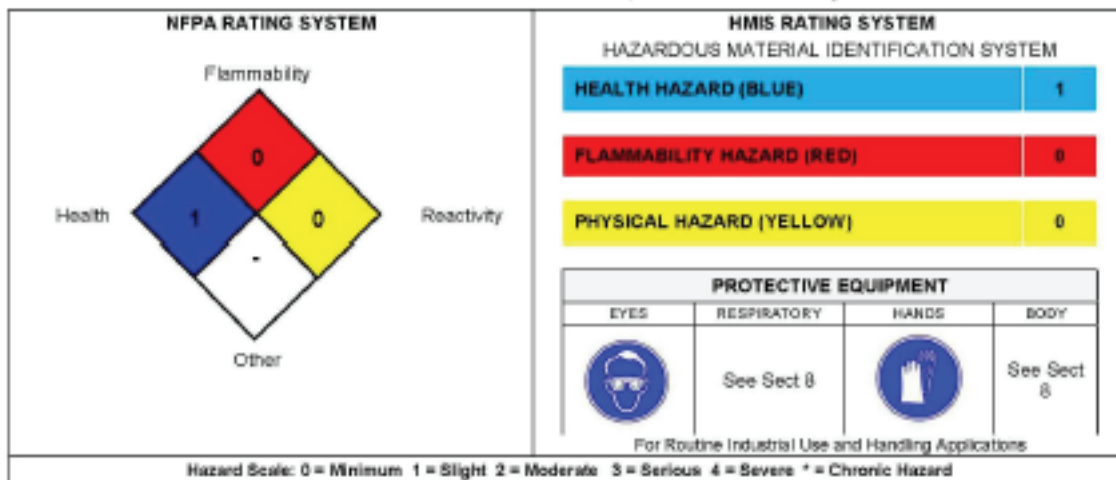 NFPA RATING SYSTEM
Flammability
0
Health
1
0
Reactivity
-
Other
HMIS RATING SYSTEM
HAZARDOUS MATERIAL IDENTIFICATION SYSTEM
HEALTH HAZARD (BLUE) 1
FLAMMABILITY HAZARD (RED) 0
PHYSICAL HAZARD (YELLOW) 0
PROTECTIVE EQUIPMENT
EYES RESPIRATORY HANDS BODY
See Sect 8
See Sect
8
For Routine Industrial Use and Handling Applications
Hazard Scale: 0 = Minimum 1 = Slight 2 = Moderate 3 = Serious 4 = Severe * = Chronic Hazard